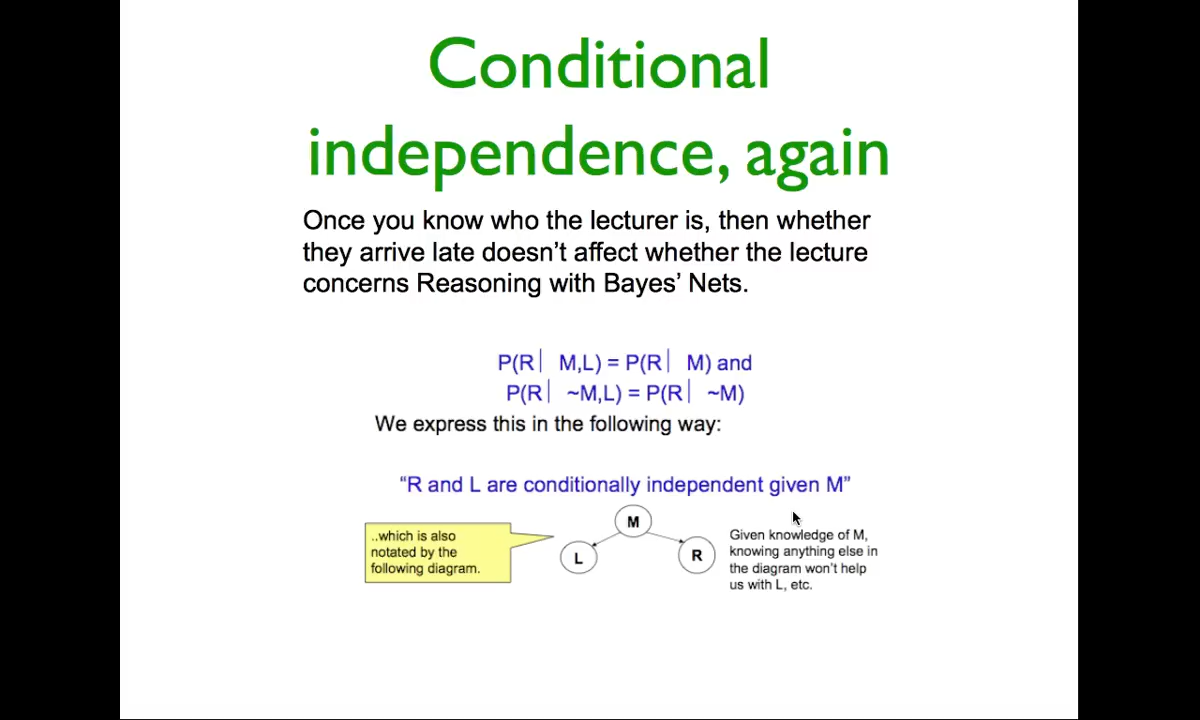 Conditional
independence, again
Once you know who the lecturer is, then whether
they arrive late doesn't affect whether the lecture
concerns Reasoning with Bayes' Nets.
P(R| M,L) = P(R| M) and
P(R| ~M,L) = P(R| ~M)
We express this in the following way:
“R and L are conditionally independent given M”
..which is also
notated by the
following diagram.
M
L
R
Given knowledge of M,
knowing anything else in
the diagram won't help
us with L, etc.